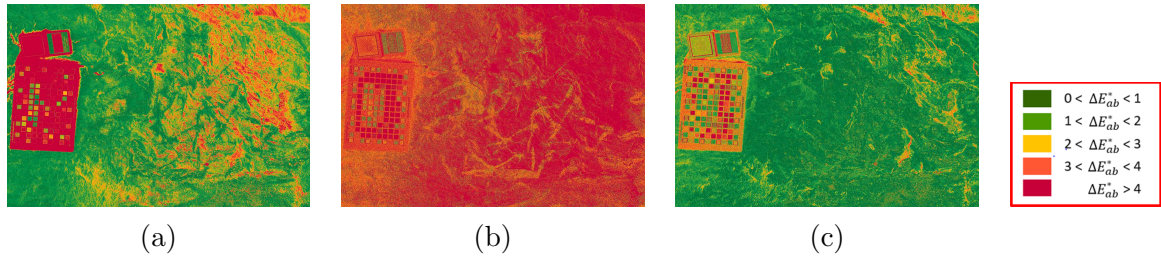 0 < ΔE*ab < 1
1 < ΔE*ab < 2
2 < ΔE*ab < 3
3 < ΔE*ab < 4
ΔE*ab > 4
(a)
(b)
(c)